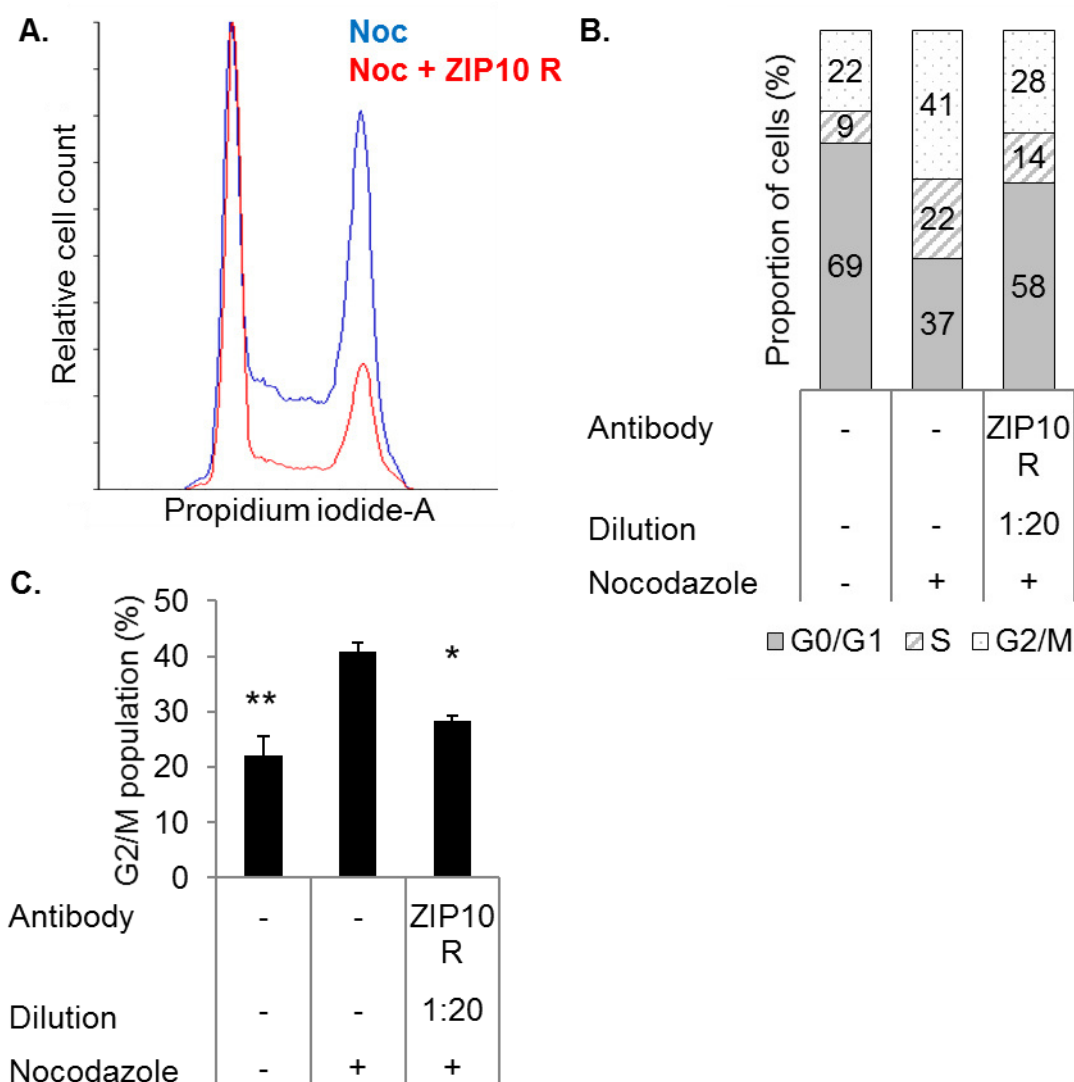 A.
Noc
Noc + ZIP10 R
Relative cell count
Propidium iodide-A
B.
Proportion of cells (%)
22 41 28
9 22 14
69 37 58
Antibody - - ZIP10 R
Dilution - - 1:20
Nocodazole - + +
G0/G1 S G2/M
C.
G2/M population (%)
50
40
30
20
10
0
** *
Antibody - - ZIP10 R
Dilution - - 1:20
Nocodazole - + +